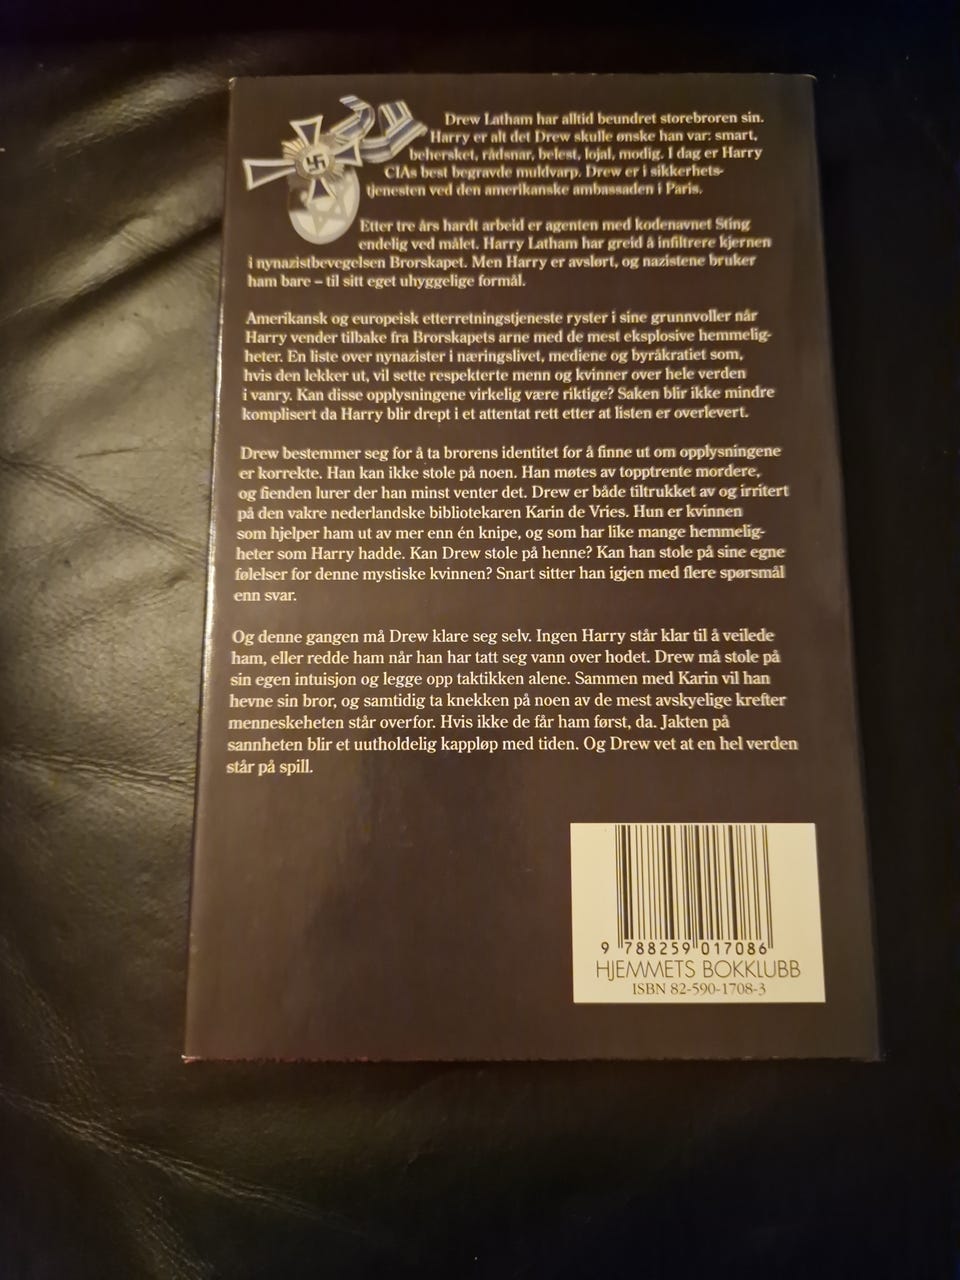 Drew Latham har alltid beundret storebroren sin.
Harry er alt det Drew skulle ønske han var: smart,
behersket, rådsnar, belest, lojal, modig. I dag er Harry
CIAs best begravde muldvarp. Drew er i sikkerhets-
tjenesten ved den amerikanske ambassaden i Paris.
Etter tre års hardt arbeid er agenten med kodenavnet Sting
endelig ved målet. Harry Latham har greid å infiltrere kjernen
i nynazistbevegelsen Brorskapet. Men Harry er avslørt, og nazistene bruker
ham bare – til sitt eget uhyggelige formål.
Amerikansk og europeisk etterretningstjeneste ryster i sine grunnvoller når
Harry vender tilbake fra Brorskapets arne med de mest eksplosive hemmelig-
heter. En liste over nynazister i næringslivet, mediene og byråkratiet som,
hvis den lekker ut, vil sette respekterte menn og kvinner over hele verden
i vanry. Kan disse opplysningene virkelig være riktige? Saken blir ikke mindre
komplisert da Harry blir drept i et attentat rett etter at listen er overlevert.
Drew bestemmer seg for å ta brorens identitet for å finne ut om opplysningene
er korrekte. Han kan ikke stole på noen. Han møtes av topptrente mordere,
og fienden lurer der han minst venter det. Drew er både tiltrukket av og irritert
på den vakre nederlandske bibliotekaren Karin de Vries. Hun er kvinnen
som hjelper ham ut av mer enn én knipe, og som har like mange hemmelig-
heter som Harry hadde. Kan Drew stole på henne? Kan han stole på sine egne
følelser for denne mystiske kvinnen? Snart sitter han igjen med flere spørsmål
enn svar.
Og denne gangen må Drew klare seg selv. Ingen Harry står klar til å veilede
ham, eller redde ham når han har tatt seg vann over hodet. Drew må stole på
sin egen intuisjon og legge opp taktikken alene. Sammen med Karin vil han
hevne sin bror, og samtidig ta knekken på noen av de mest avskyelige krefter
menneskeheten står overfor. Hvis ikke de får ham først, da. Jakten på
sannheten blir et uutholdelig kappløp med tiden. Og Drew vet at en hel verden
står på spill.
9 788259 017086
HJEMMETS BOKKLUBB
ISBN 82-590-1708-3